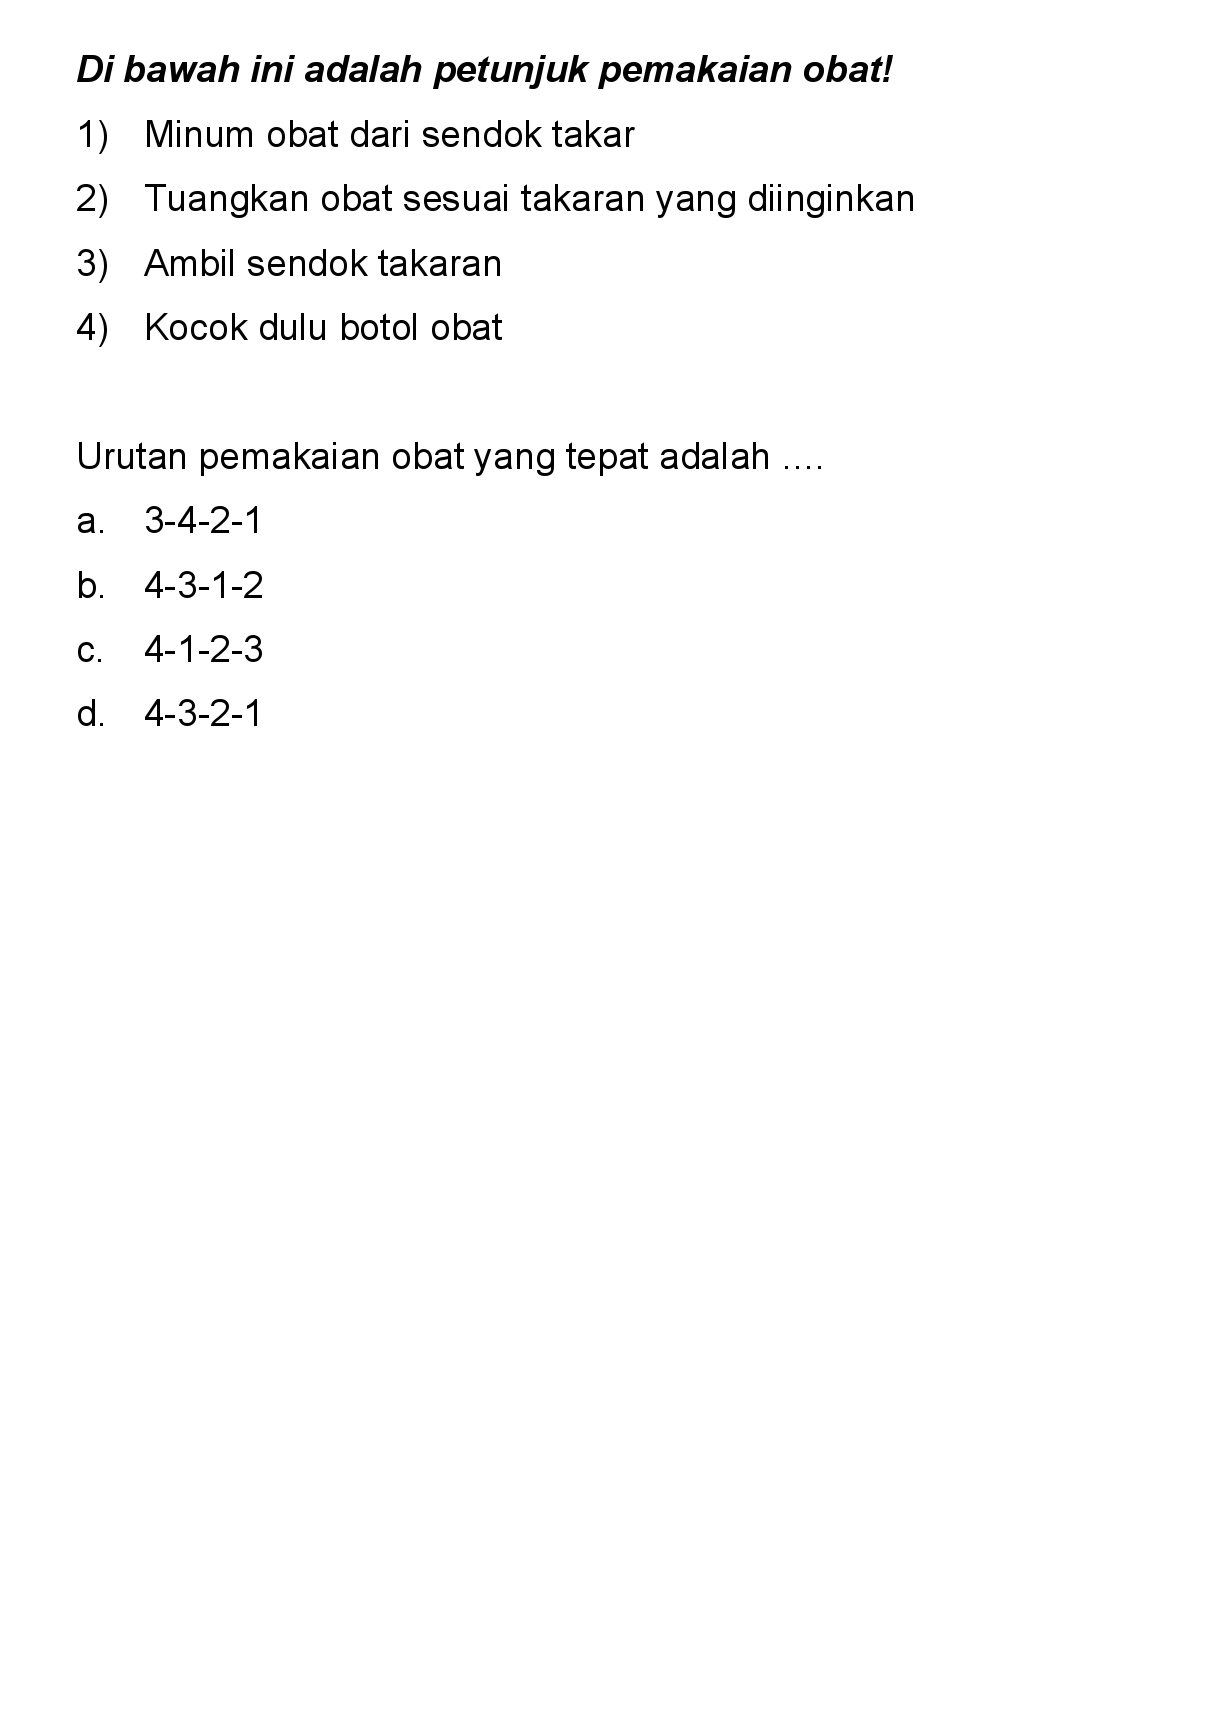 Di bawah ini adalah petunjuk pemakaian obat!
1) Minum obat dari sendok takar
2) Tuangkan obat sesuai takaran yang diinginkan
3) Ambil sendok takaran
4) Kocok dulu botol obat
Urutan pemakaian obat yang tepat adalah ....
a. 3-4-2-1
b. 4-3-1-2
c. 4-1-2-3
d. 4-3-2-1